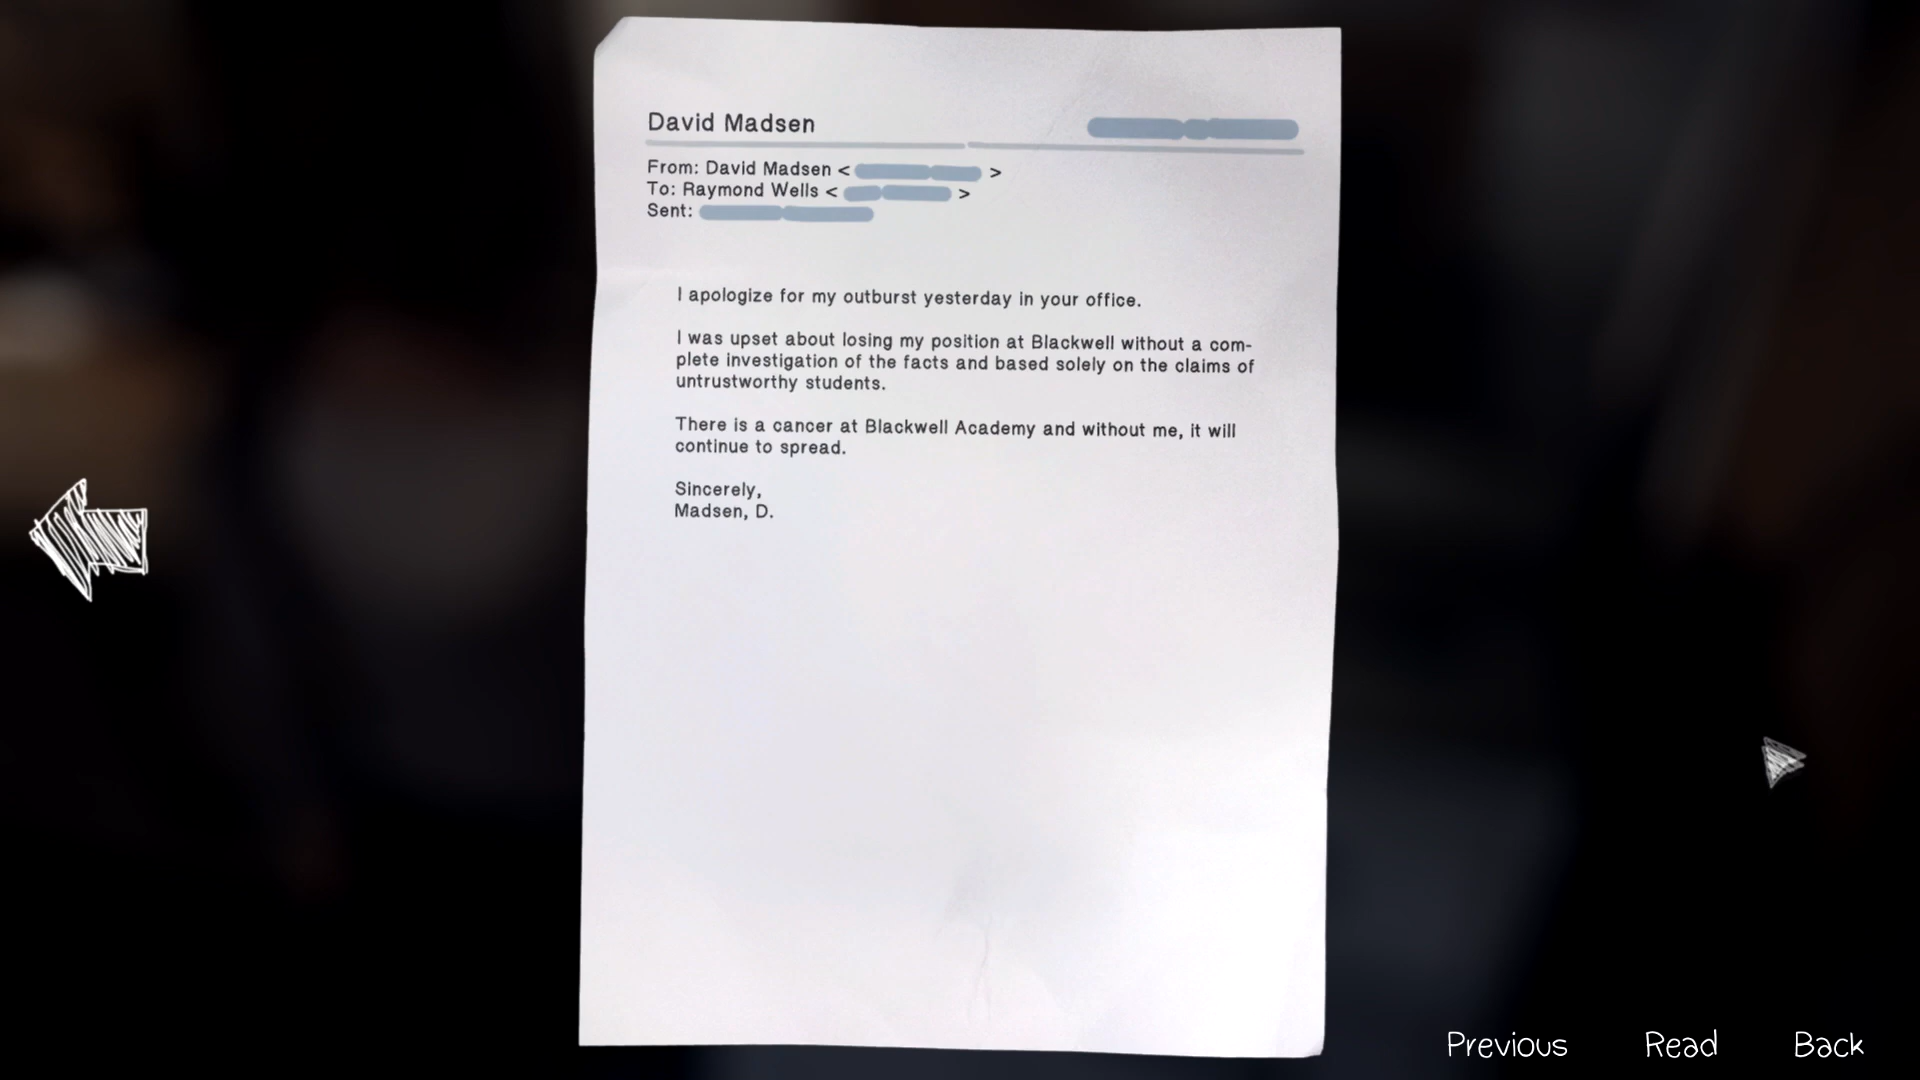 David Madsen
From: David Madsen < >
To: Raymond Wells < >
Sent:
I apologize for my outburst yesterday in your office.
I was upset about losing my position at Blackwell without a com-
plete investigation of the facts and based solely on the claims of
untrustworthy students.
There is a cancer at Blackwell Academy and without me, it will
continue to spread.
Sincerely,
Madsen, D.
Previous Read Back